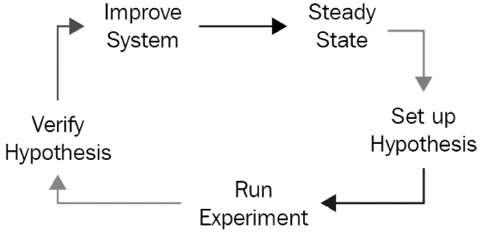 Improve
System
Steady
State
Set up
Hypothesis
Run
Experiment
Verify
Hypothesis